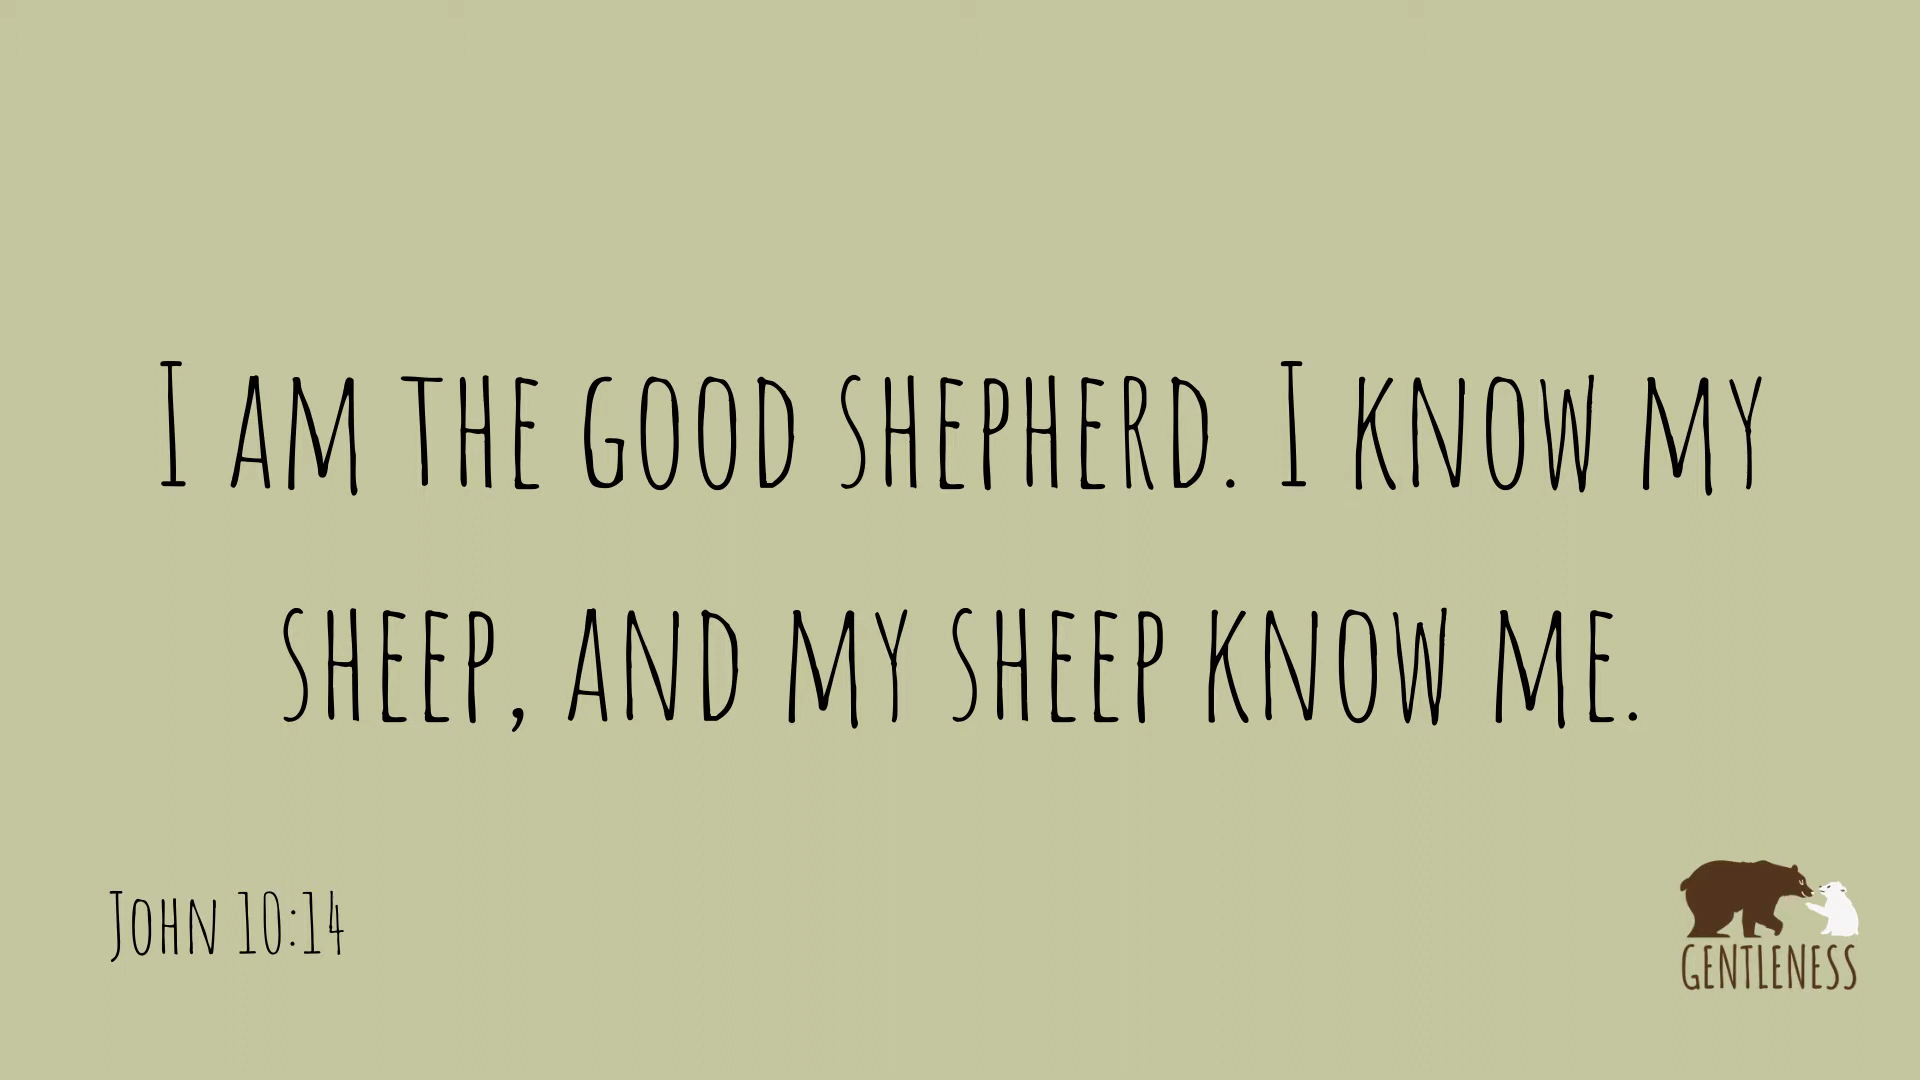 I am the good shepherd. I know my
sheep, and my sheep know me.
John 10:14
GENTLENESS